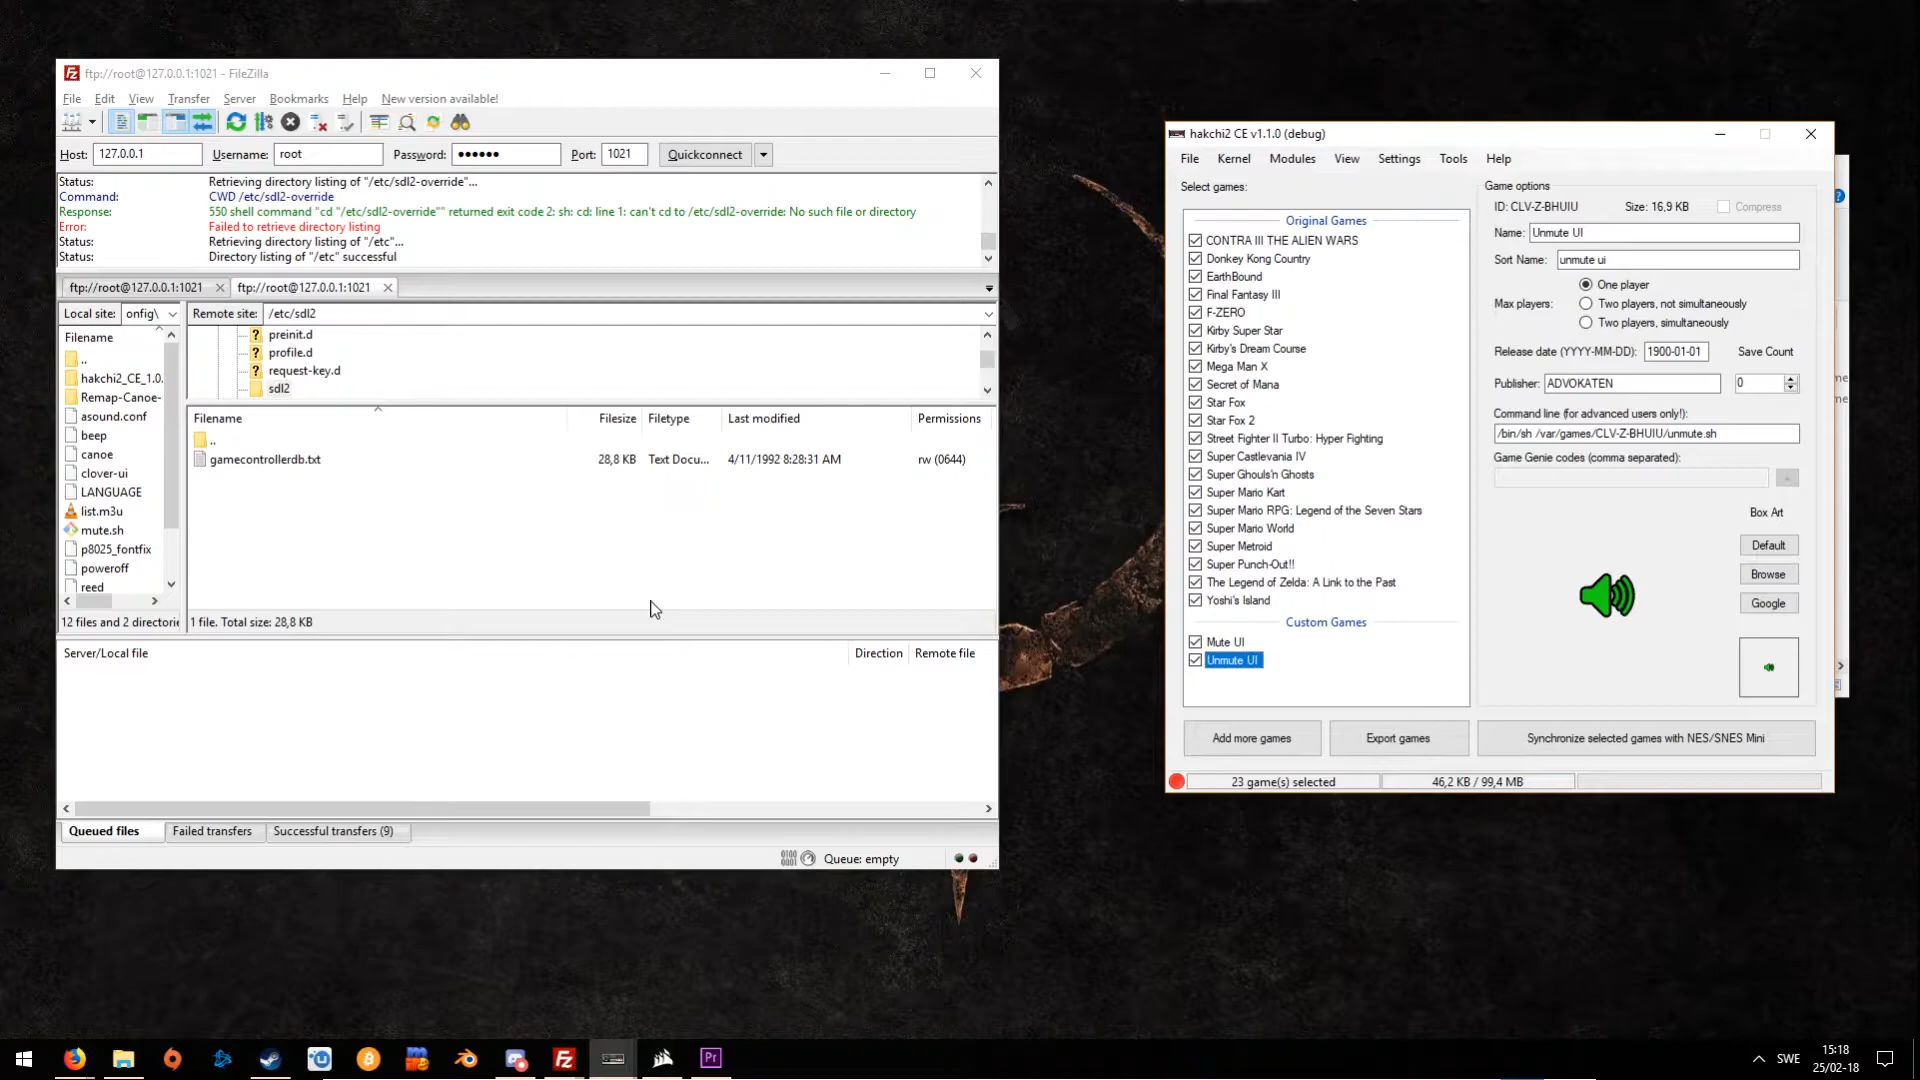 ftp://root@127.0.0.1:1021 - FileZilla
File Edit View Transfer Server Bookmarks Help New version available!
Host: 127.0.0.1 Username: root Password: ●●●●●● Port: 1021 Quickconnect
Status: Retrieving directory listing of "/etc/sdl2-override"...
Command: CWD /etc/sdl2-override
Response: 550 shell command "cd "/etc/sdl2-override"" returned exit code 2: sh: cd: line 1: can't cd to /etc/sdl2-override: No such file or directory
Error: Failed to retrieve directory listing
Status: Retrieving directory listing of "/etc"...
Status: Directory listing of "/etc" successful
ftp://root@127.0.0.1:1021 ftp://root@127.0.0.1:1021
Local site: onfig\
Filename
..
hakchi2_CE_1.0.
Remap-Canoe-
asound.conf
beep
canoe
clover-ui
LANGUAGE
list.m3u
mute.sh
p8025_fontfix
poweroff
reed
12 files and 2 directorie
Remote site: /etc/sdl2
preinit.d
profile.d
request-key.d
sdl2
Filename Filesize Filetype Last modified Permissions
..
gamecontrollerdb.txt 28,8 KB Text Docu... 4/11/1992 8:28:31 AM rw (0644)
1 file. Total size: 28,8 KB
Server/Local file Direction Remote file
Queued files Failed transfers Successful transfers (9)
Queue: empty
hakchi2 CE v1.1.0 (debug)
File Kernel Modules View Settings Tools Help
Select games:
Original Games
CONTRA III THE ALIEN WARS
Donkey Kong Country
EarthBound
Final Fantasy III
F-ZERO
Kirby Super Star
Kirby's Dream Course
Mega Man X
Secret of Mana
Star Fox
Star Fox 2
Street Fighter II Turbo: Hyper Fighting
Super Castlevania IV
Super Ghouls'n Ghosts
Super Mario Kart
Super Mario RPG: Legend of the Seven Stars
Super Mario World
Super Metroid
Super Punch-Out!!
The Legend of Zelda: A Link to the Past
Yoshi's Island
Custom Games
Mute UI
Unmute UI
Game options
ID: CLV-Z-BHUIU Size: 16,9 KB Compress
Name: Unmute UI
Sort Name: unmute ui
Max players:
One player
Two players, not simultaneously
Two players, simultaneously
Release date (YYYY-MM-DD): 1900-01-01 Save Count
Publisher: ADVOKATEN 0
Command line (for advanced users only!):
/bin/sh /var/games/CLV-Z-BHUIU/unmute.sh
Game Genie codes (comma separated):
Box Art
Default
Browse
Google
Add more games Export games Synchronize selected games with NES/SNES Mini
23 game(s) selected 46,2 KB / 99,4 MB
SWE
15:18
25/02-18